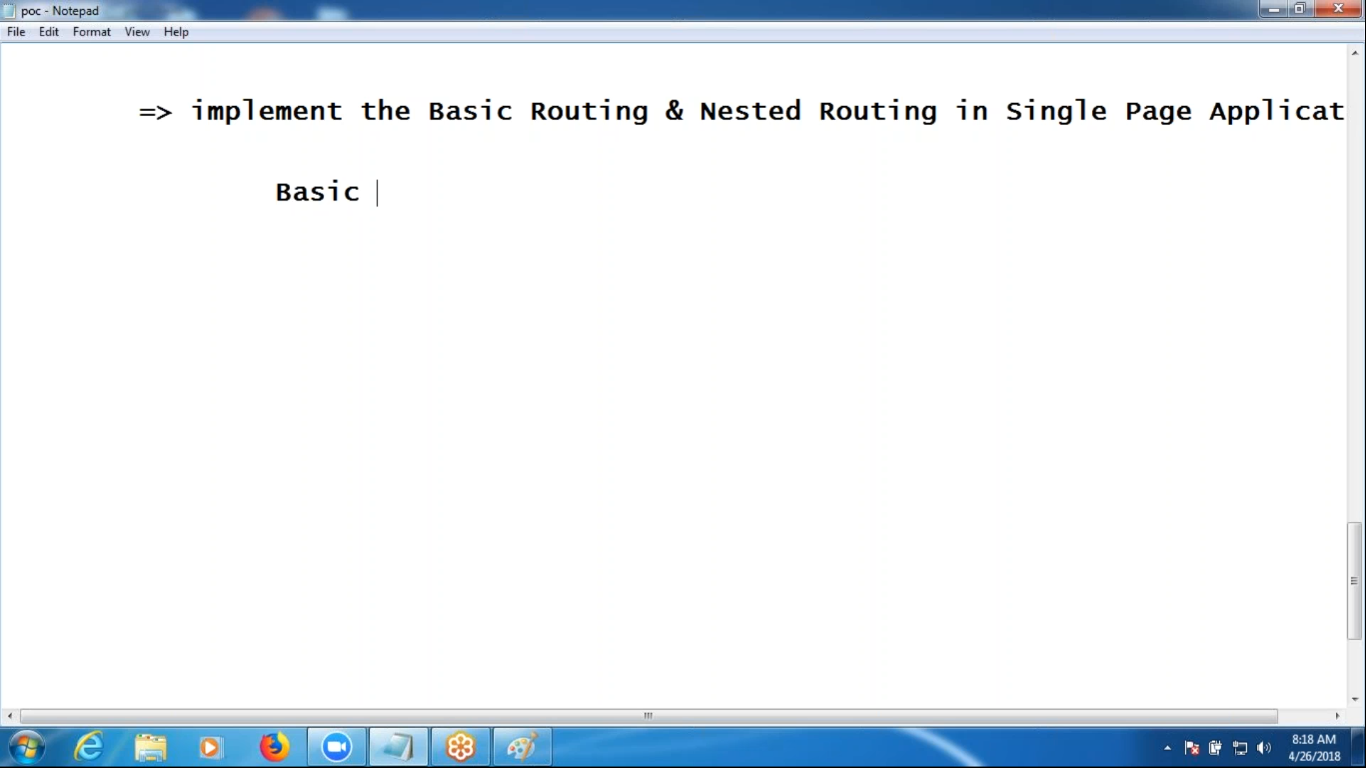 poc - Notepad
File Edit Format View Help
=> implement the Basic Routing & Nested Routing in Single Page Applicat
Basic
8:18 AM
4/26/2018